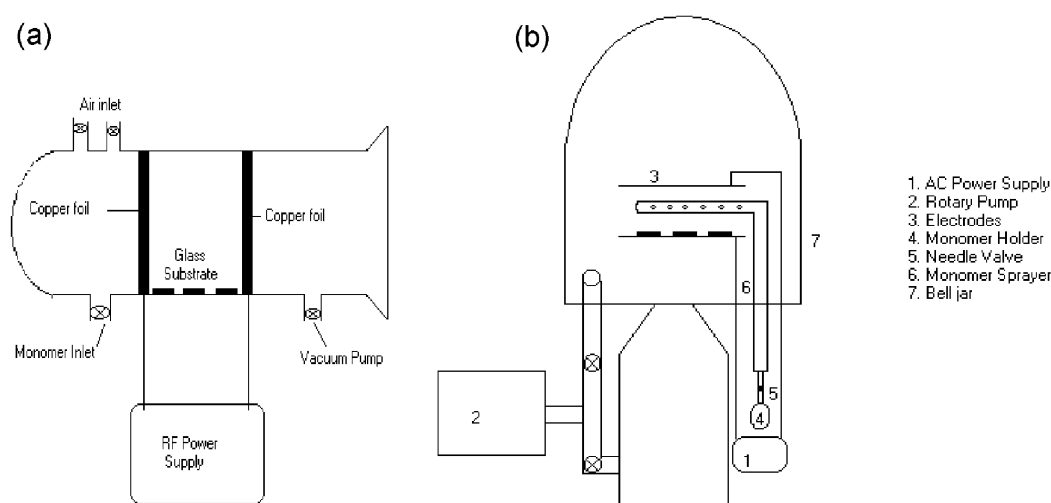 (a)
Air inlet
Copper foil
Copper foil
Glass
Substrate
Monomer Inlet
Vacuum Pump
RF Power
Supply
(b)
3
7
6
5
4
2
1
1. AC Power Supply
2. Rotary Pump
3. Electrodes
4. Monomer Holder
5. Needle Valve
6. Monomer Sprayer
7. Bell jar